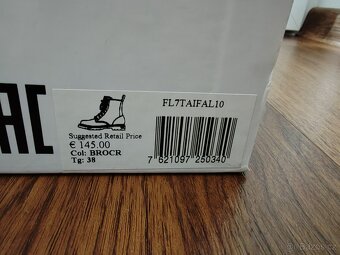 AC
FL7TAIFAL10
Suggested Retail Price
€ 145.00
Col: BROCR
Tg: 38
7 621097 250340